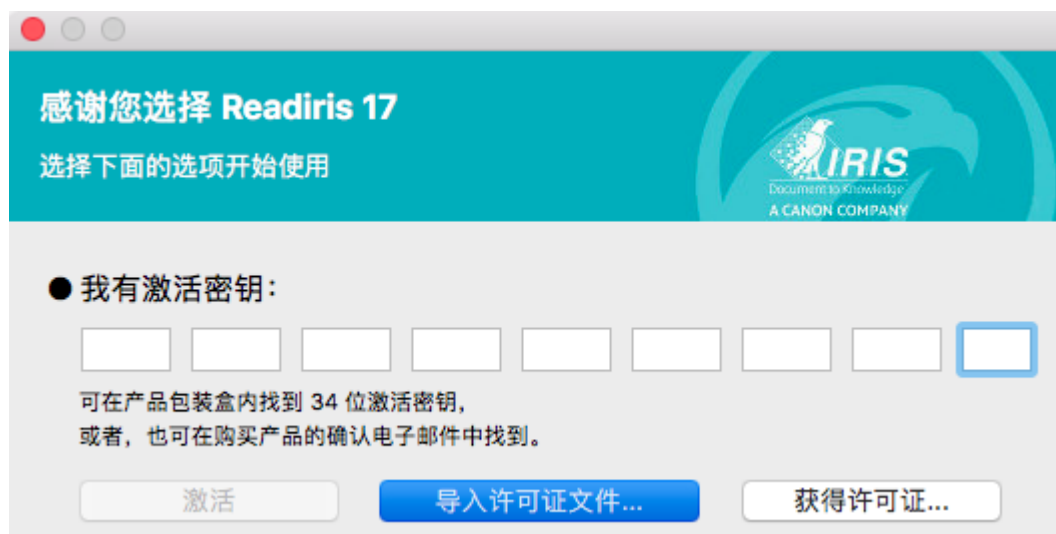 感谢您选择 Readiris 17
选择下面的选项开始使用
IRIS
Document to Knowledge
A CANON COMPANY
我有激活密钥：
可在产品包装盒内找到 34 位激活密钥，
或者，也可在购买产品的确认电子邮件中找到。
激活
导入许可证文件...
获得许可证...